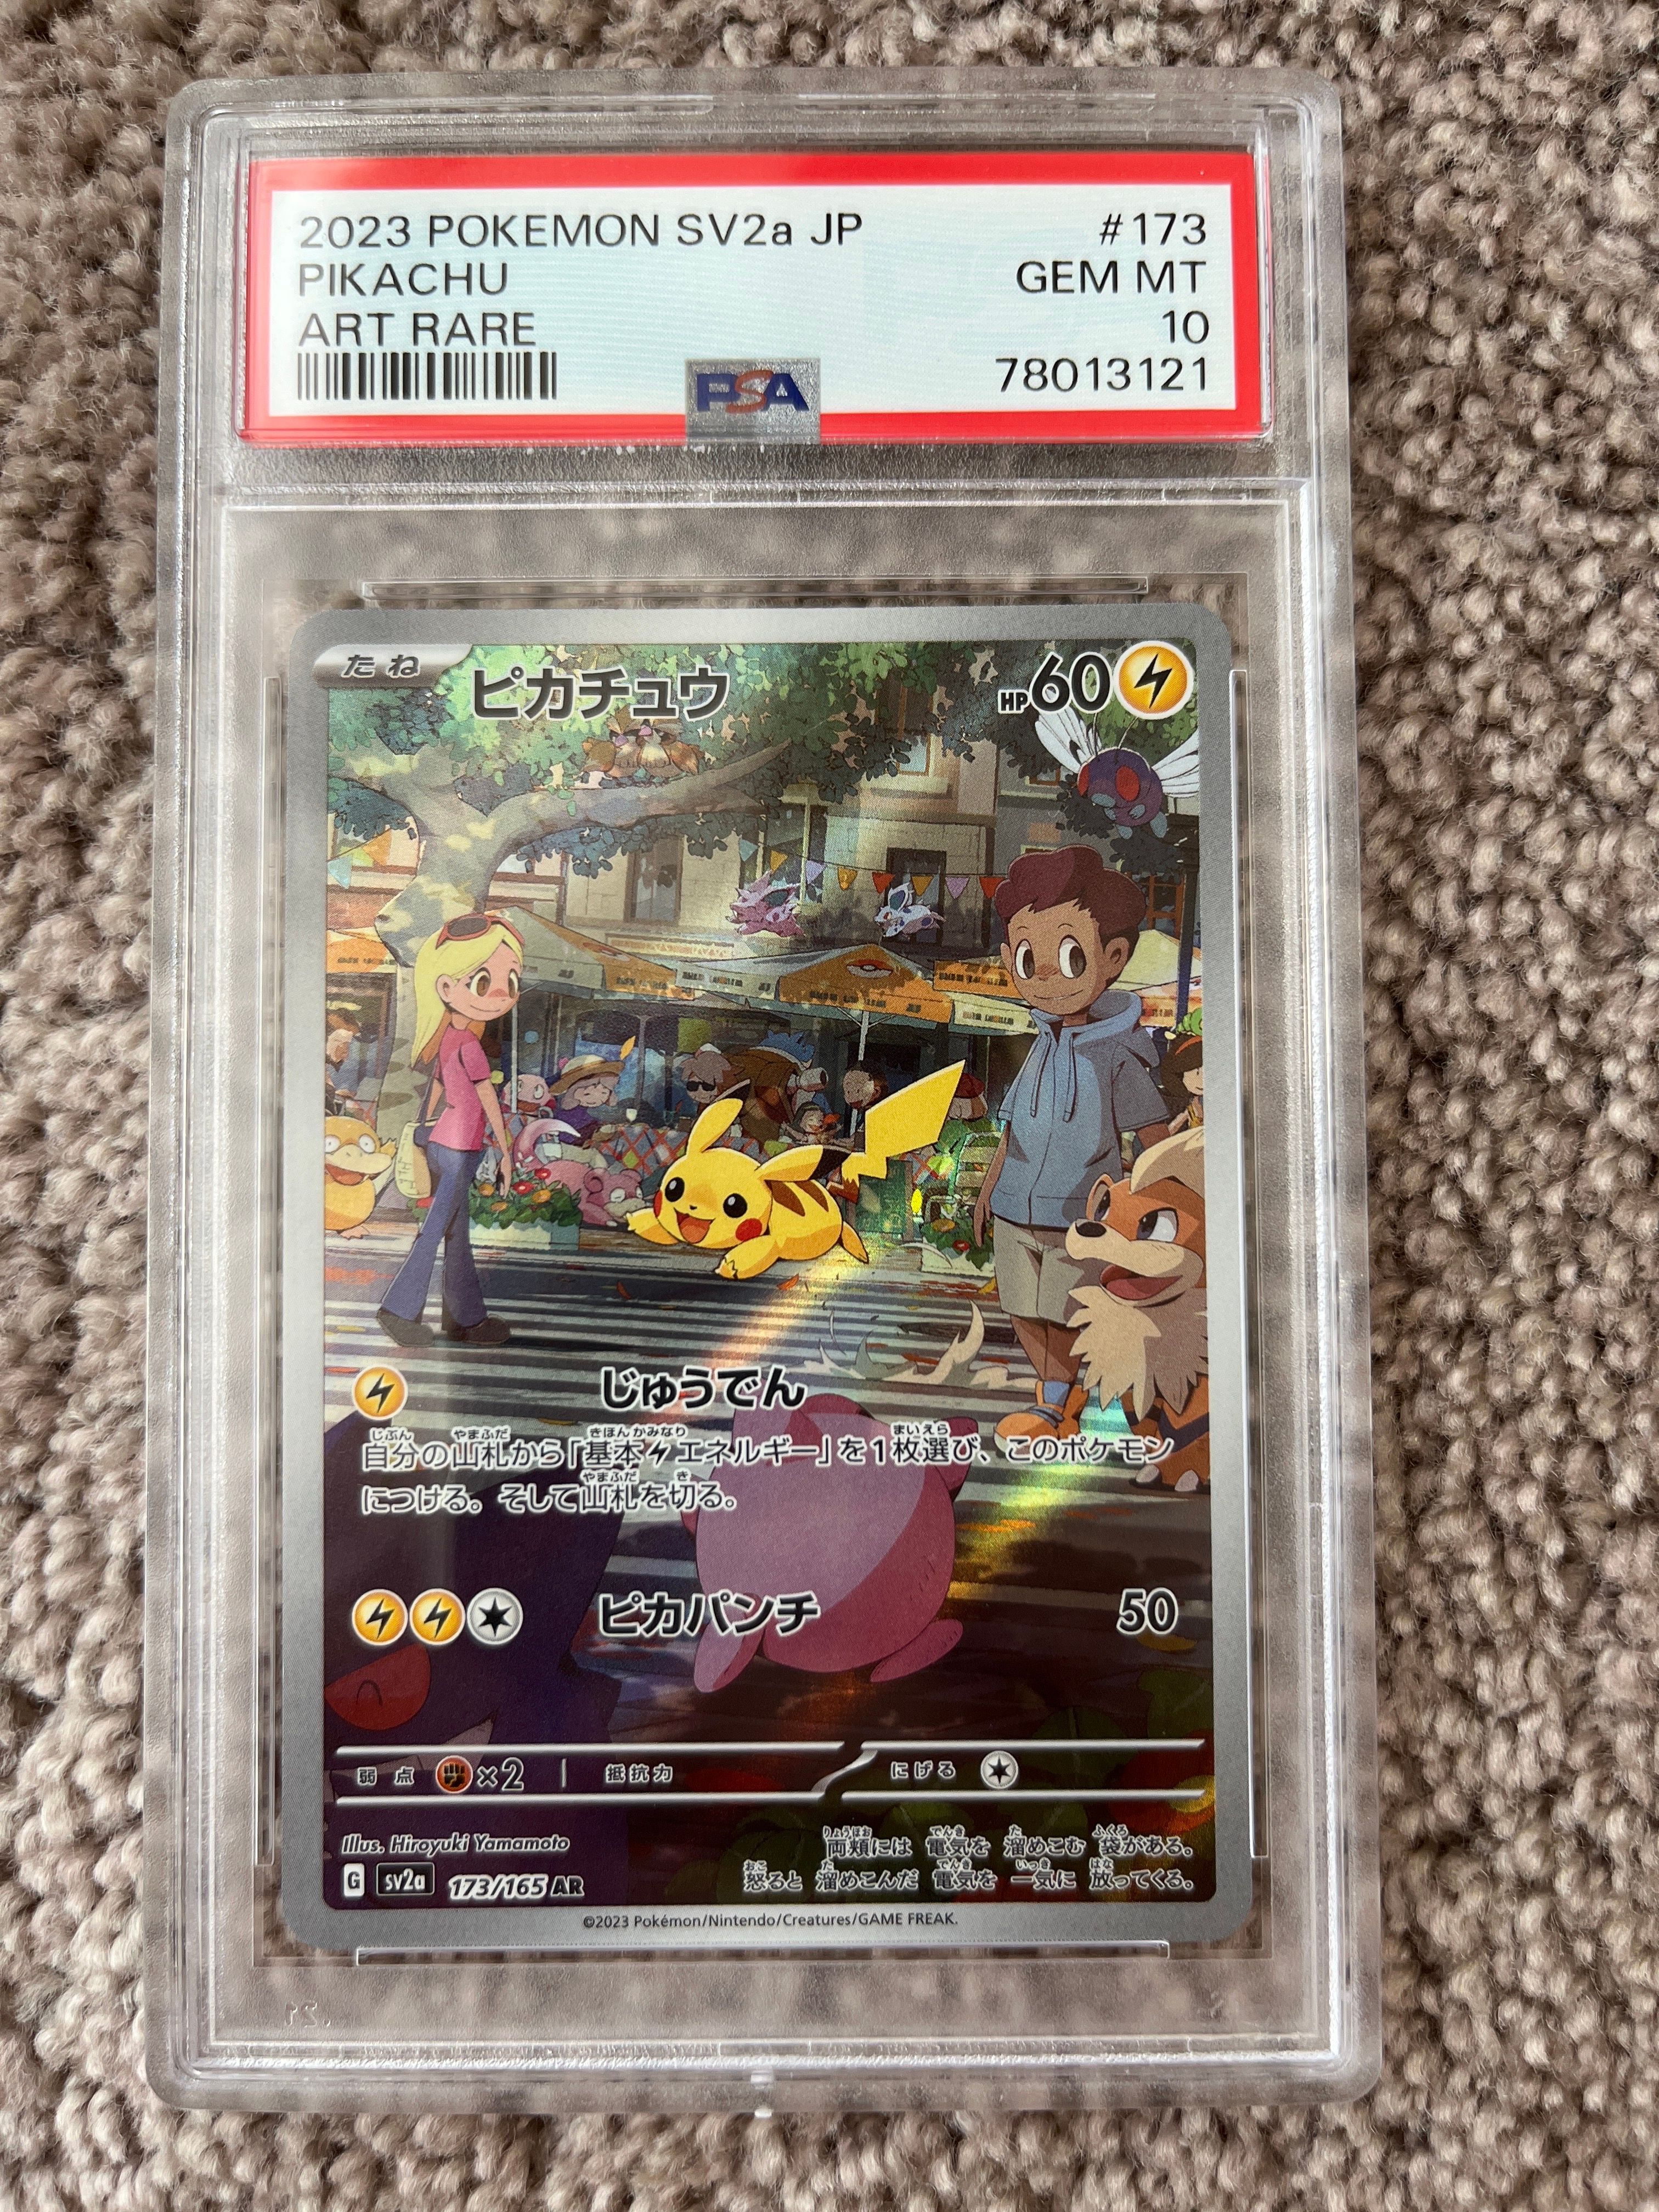 2023 POKEMON SV2a JP #173
PIKACHU GEM MT
ART RARE 10
PSA 78013121
たね ピカチュウ HP60
じゅうでん
自分の山札から「基本エネルギー」を1枚選び、このポケモン
につける。そして山札を切る。
ピカパンチ 50
弱点 ×2 抵抗力 にげる
Illus. Hiroyuki Yamamoto
両頬には 電気を 溜めこむ 袋がある。
怒ると 溜めこんだ 電気を 一気に 放ってくる。
G sv2a 173/165 AR
©2023 Pokémon/Nintendo/Creatures/GAME FREAK.